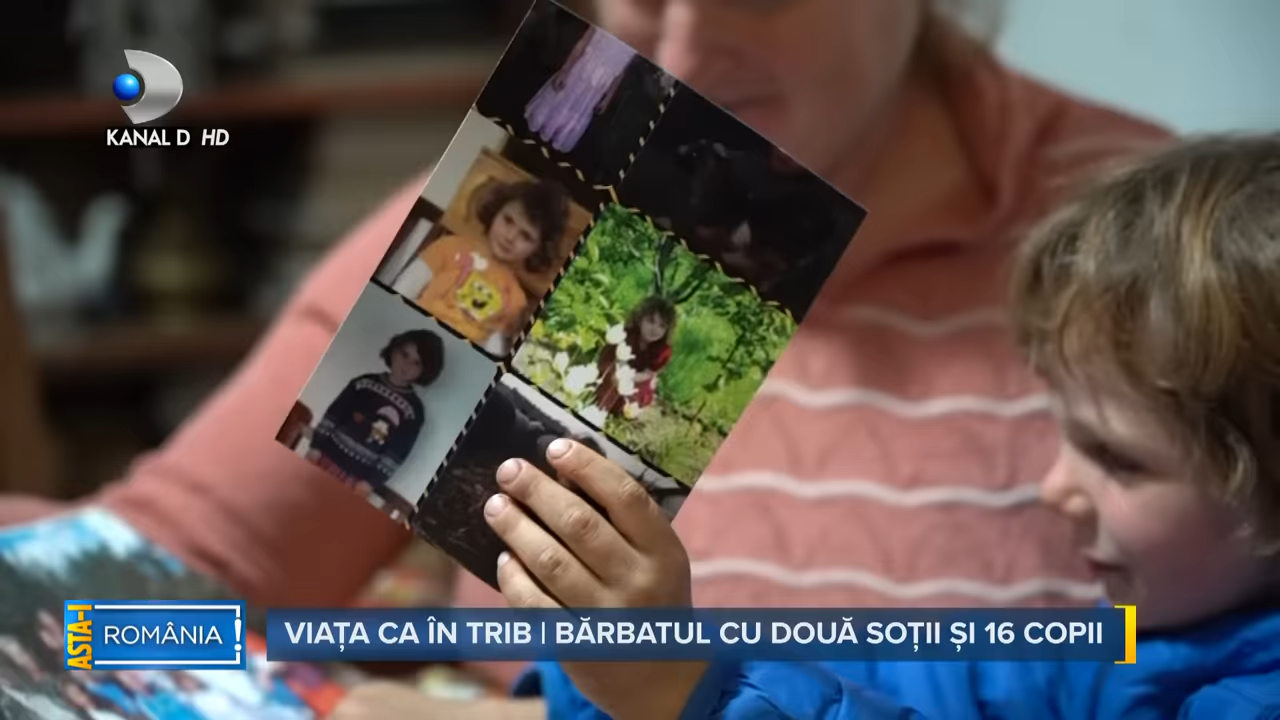 KANAL D HD
ASTA-I
ROMÂNIA!
VIAȚA CA ÎN TRIB | BĂRBATUL CU DOUĂ SOȚII ȘI 16 COPII